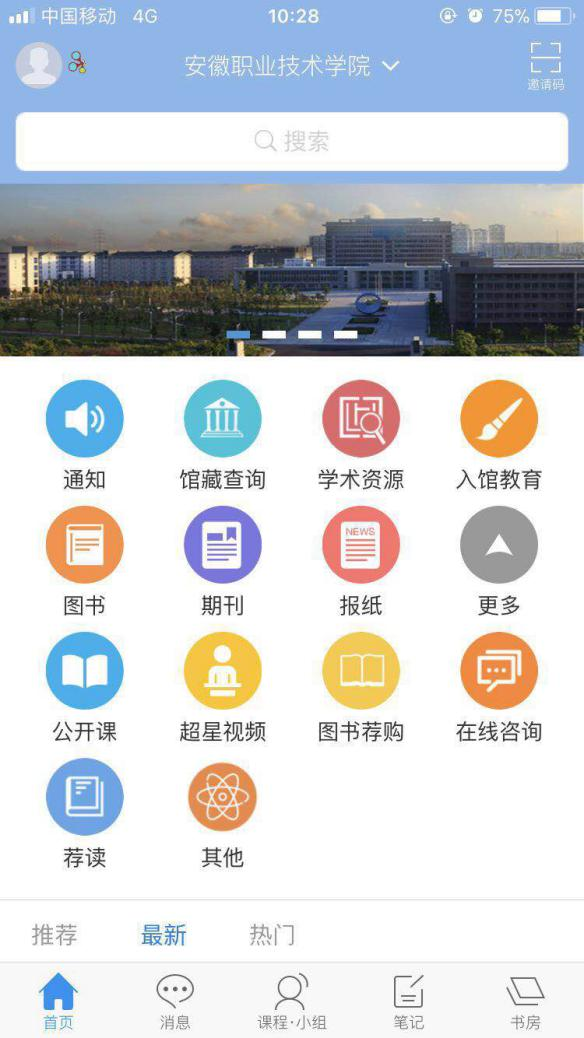 中国移动 4G 10:28 75%
安徽职业技术学院
邀请码
搜索
通知 馆藏查询 学术资源 入馆教育
NEWS
图书 期刊 报纸 更多
公开课 超星视频 图书荐购 在线咨询
荐读 其他
推荐 最新 热门
首页 消息 课程·小组 笔记 书房